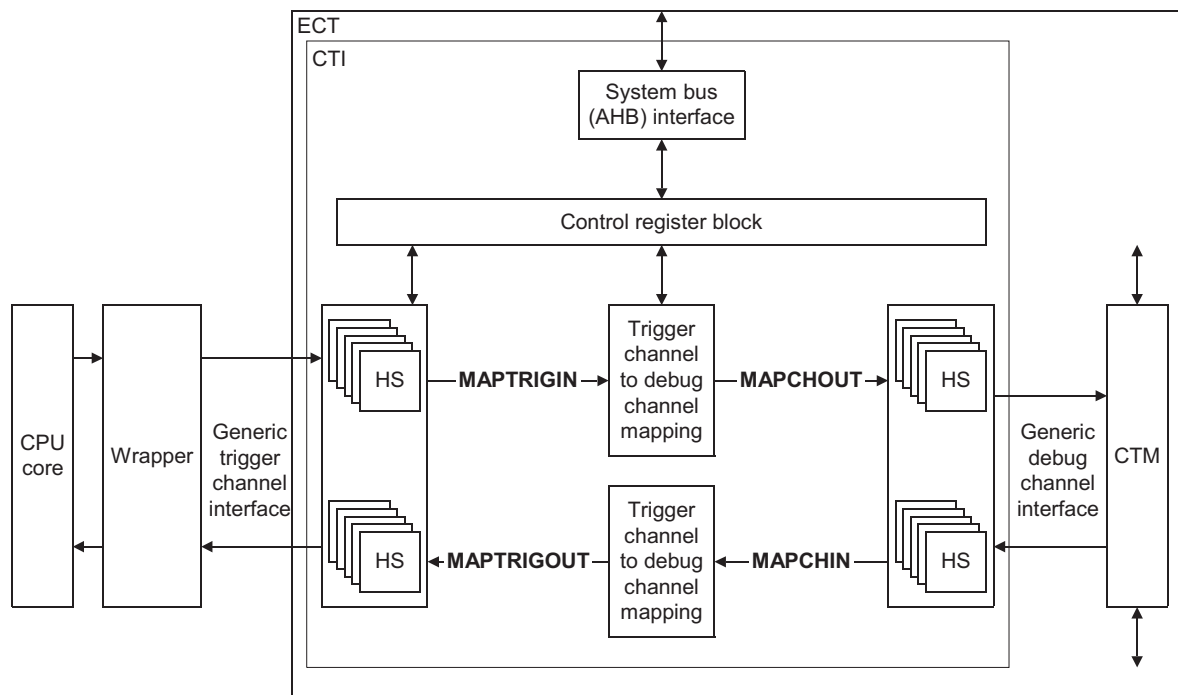 ECT
CTI
System bus
(AHB) interface
Control register block
CPU
core
Wrapper
Generic
trigger
channel
interface
HS
MAPTRIGIN
Trigger
channel
to debug
channel
mapping
MAPCHOUT
HS
Generic
debug
channel
interface
CTM
HS
MAPTRIGOUT
Trigger
channel
to debug
channel
mapping
MAPCHIN
HS